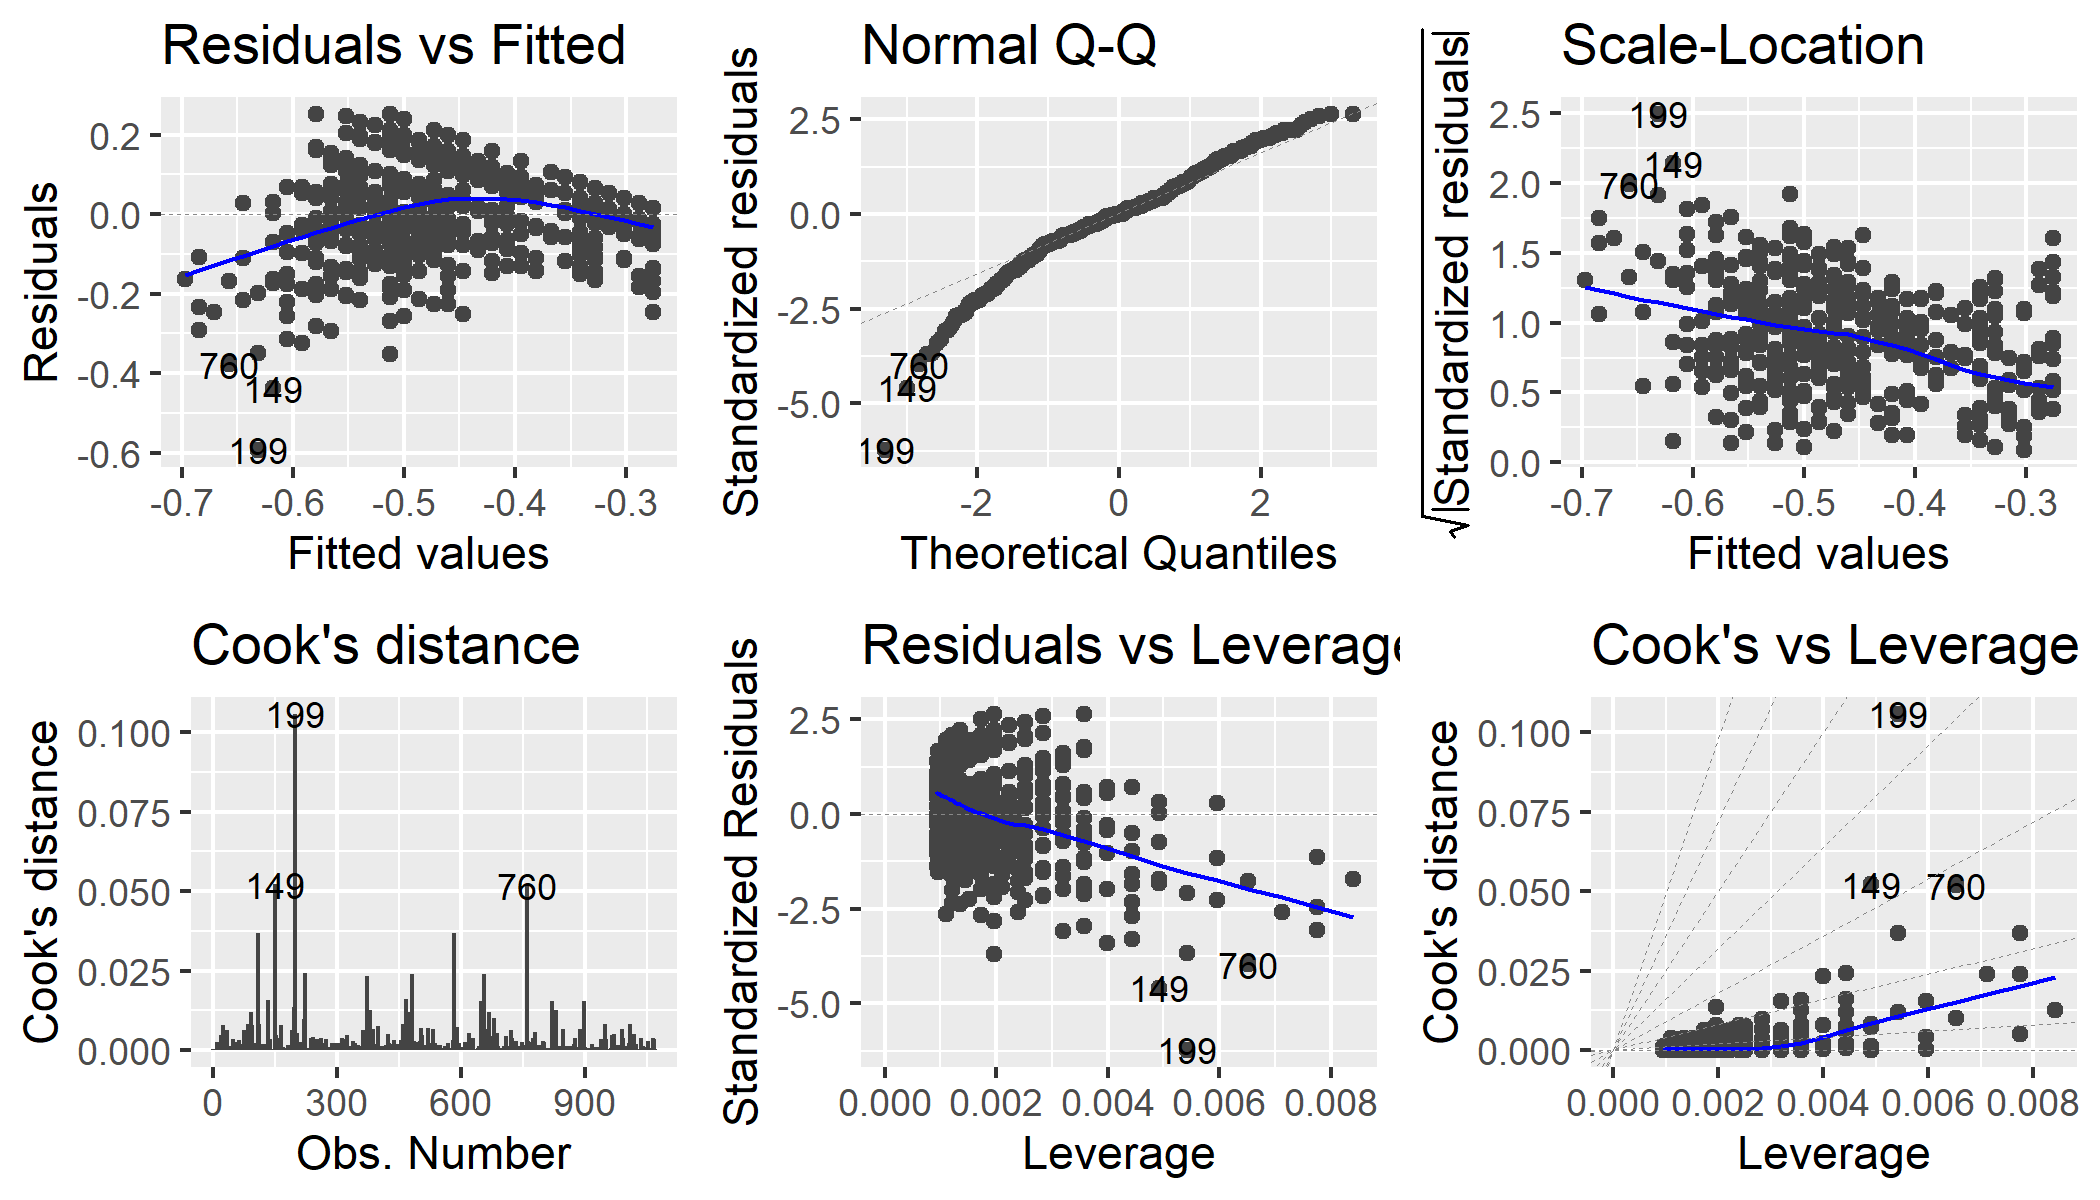 Residuals vs Fitted
Residuals
0.2
0.0
-0.2
-0.4
-0.6
760
149
199
-0.7 -0.6 -0.5 -0.4 -0.3
Fitted values
Normal Q-Q
Standardized residuals
2.5
0.0
-2.5
-5.0
760
149
199
-2 0 2
Theoretical Quantiles
Scale-Location
√|Standardized residuals|
2.5
2.0
1.5
1.0
0.5
0.0
199
149
760
-0.7 -0.6 -0.5 -0.4 -0.3
Fitted values
Cook's distance
Cook's distance
0.100
0.075
0.050
0.025
0.000
199
149
760
0 300 600 900
Obs. Number
Residuals vs Leverage
Standardized Residuals
2.5
0.0
-2.5
-5.0
760
149
199
0.000 0.002 0.004 0.006 0.008
Leverage
Cook's vs Leverage
Cook's distance
0.100
0.075
0.050
0.025
0.000
199
149
760
0.000 0.002 0.004 0.006 0.008
Leverage